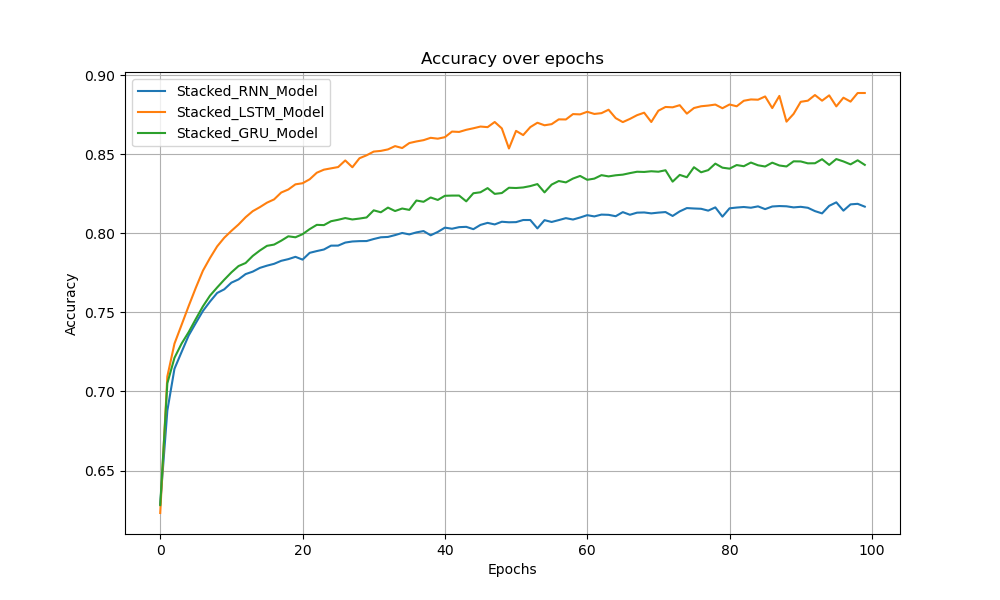 Accuracy over epochs
Stacked_RNN_Model
Stacked_LSTM_Model
Stacked_GRU_Model
0.90
0.85
0.80
0.75
0.70
0.65
Accuracy
0 20 40 60 80 100
Epochs